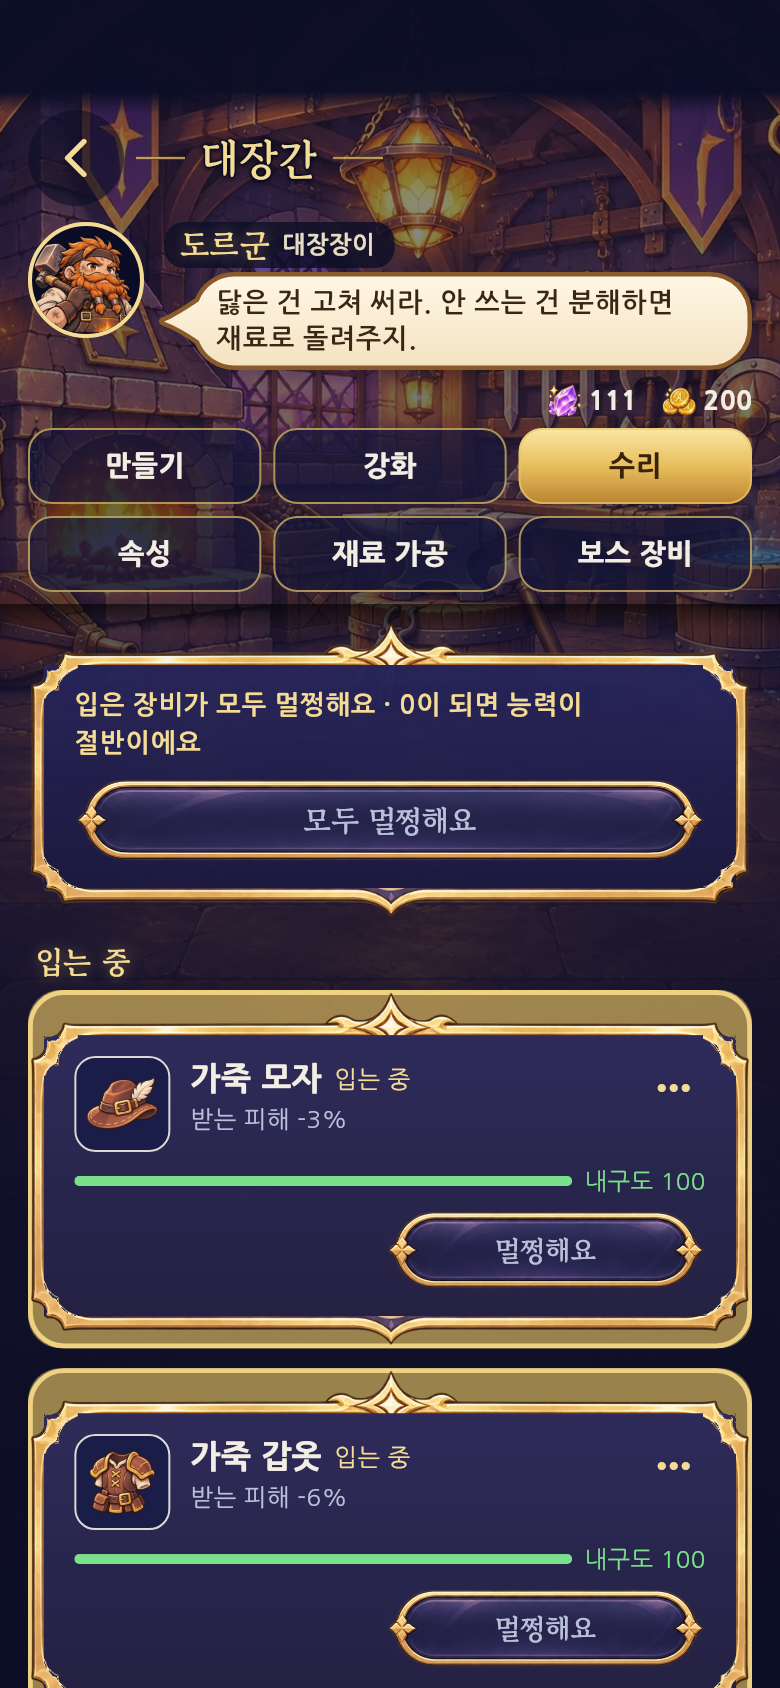 대장간
도르군 대장장이
닳은 건 고쳐 써라. 안 쓰는 건 분해하면
재료로 돌려주지.
111 200
만들기 강화 수리
속성 재료 가공 보스 장비
입은 장비가 모두 멀쩡해요 · 0이 되면 능력이
절반이에요
모두 멀쩡해요
입는 중
가죽 모자 입는 중
받는 피해 -3%
내구도 100
멀쩡해요
가죽 갑옷 입는 중
받는 피해 -6%
내구도 100
멀쩡해요